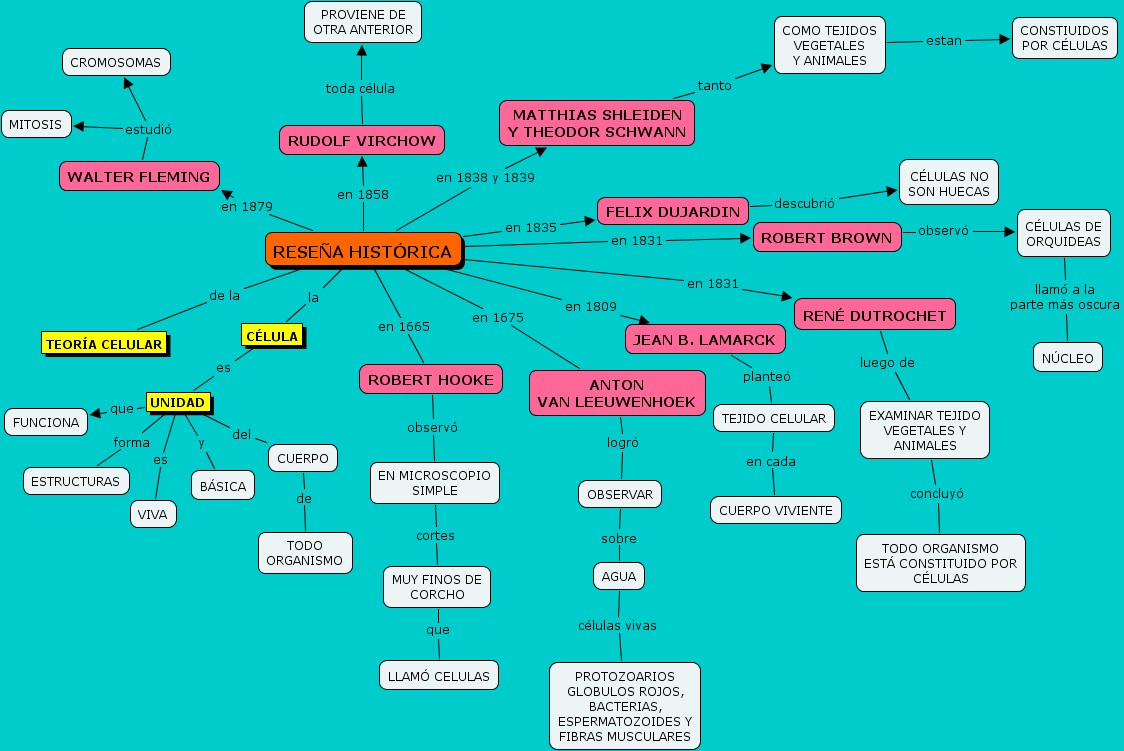 PROVIENE DE
OTRA ANTERIOR
COMO TEJIDOS
VEGETALES
Y ANIMALES
estan
CONSTIUIDOS
POR CÉLULAS
CROMOSOMAS
toda célula
tanto
MITOSIS
estudió
RUDOLF VIRCHOW
MATTHIAS SHLEIDEN
Y THEODOR SCHWANN
WALTER FLEMING
en 1879
en 1858
en 1838 y 1839
en 1835
FELIX DUJARDIN
descubrió
CÉLULAS NO
SON HUECAS
RESEÑA HISTÓRICA
en 1831
ROBERT BROWN
observó
CÉLULAS DE
ORQUIDEAS
llamó a la
parte más oscura
NÚCLEO
de la
TEORÍA CELULAR
la
CÉLULA
es
UNIDAD
que
FUNCIONA
forma
ESTRUCTURAS
es
VIVA
y
BÁSICA
del
CUERPO
de
TODO
ORGANISMO
en 1665
ROBERT HOOKE
observó
EN MICROSCOPIO
SIMPLE
cortes
MUY FINOS DE
CORCHO
que
LLAMÓ CELULAS
en 1675
ANTON
VAN LEEUWENHOEK
logró
OBSERVAR
sobre
AGUA
células vivas
PROTOZOARIOS
GLOBULOS ROJOS,
BACTERIAS,
ESPERMATOZOIDES Y
FIBRAS MUSCULARES
en 1809
JEAN B. LAMARCK
planteó
TEJIDO CELULAR
en cada
CUERPO VIVIENTE
en 1831
RENÉ DUTROCHET
luego de
EXAMINAR TEJIDO
VEGETALES Y
ANIMALES
concluyó
TODO ORGANISMO
ESTÁ CONSTITUIDO POR
CÉLULAS